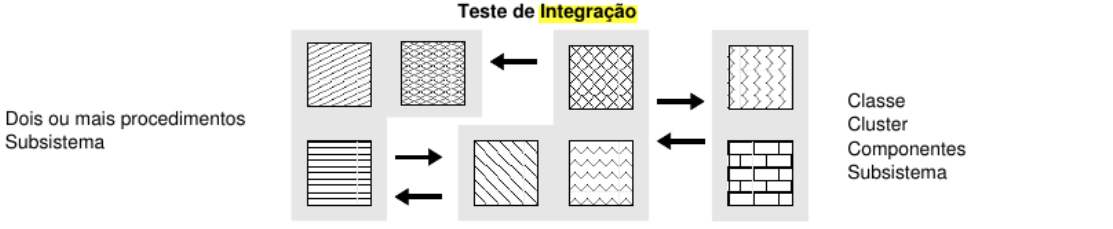 Teste de Integração
Dois ou mais procedimentos
Subsistema
Classe
Cluster
Componentes
Subsistema